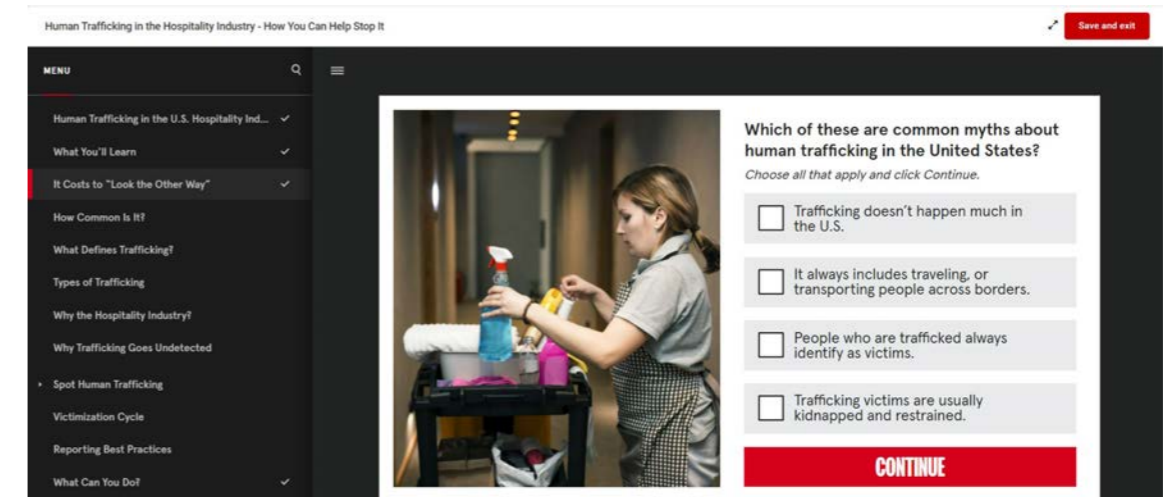 Human Trafficking in the Hospitality Industry - How You Can Help Stop It
Save and exit
MENU
Human Trafficking in the U.S. Hospitality Ind...
What You'll Learn
It Costs to "Look the Other Way"
How Common Is It?
What Defines Trafficking?
Types of Trafficking
Why the Hospitality Industry?
Why Trafficking Goes Undetected
Spot Human Trafficking
Victimization Cycle
Reporting Best Practices
What Can You Do?
Which of these are common myths about
human trafficking in the United States?
Choose all that apply and click Continue.
Trafficking doesn't happen much in
the U.S.
It always includes traveling, or
transporting people across borders.
People who are trafficked always
identify as victims.
Trafficking victims are usually
kidnapped and restrained.
CONTINUE